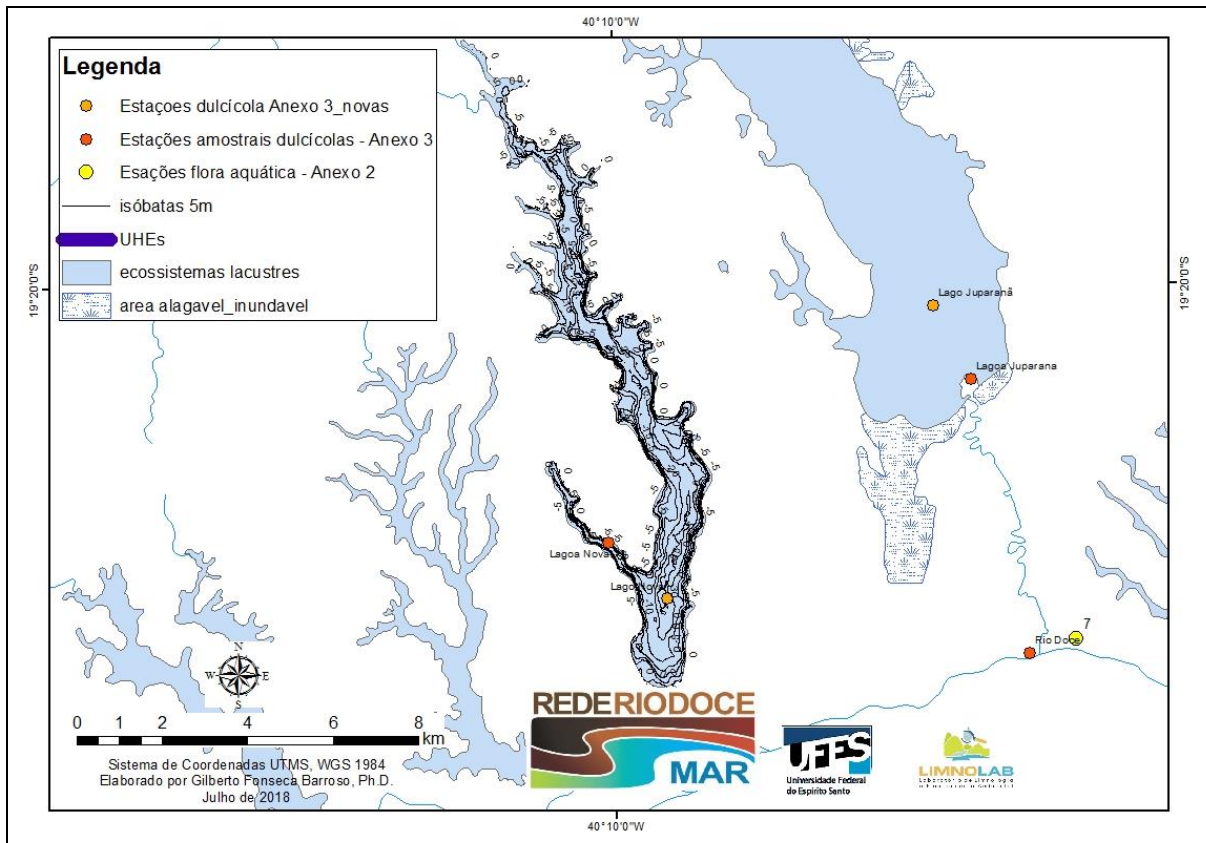 40°10'0"W
Legenda
Estaçoes dulcícola Anexo 3_novas
Estações amostrais dulcícolas - Anexo 3
Esações flora aquática - Anexo 2
isóbatas 5m
UHEs
ecossistemas lacustres
area alagavel_inundavel
19°20'0"S
19°20'0"S
Lago Juparanã
Lagoa Juparana
Lagoa Nova
Lago Nova
7
Rio Doce
N
W E
S
0 1 2 4 6 8
km
Sistema de Coordenadas UTMS, WGS 1984
Elaborado por Gilberto Fonseca Barroso, Ph.D.
Julho de 2018
REDERIODOCE
MAR
UFES
Universidade Federal
do Espírito Santo
LIMNOLAB
40°10'0"W